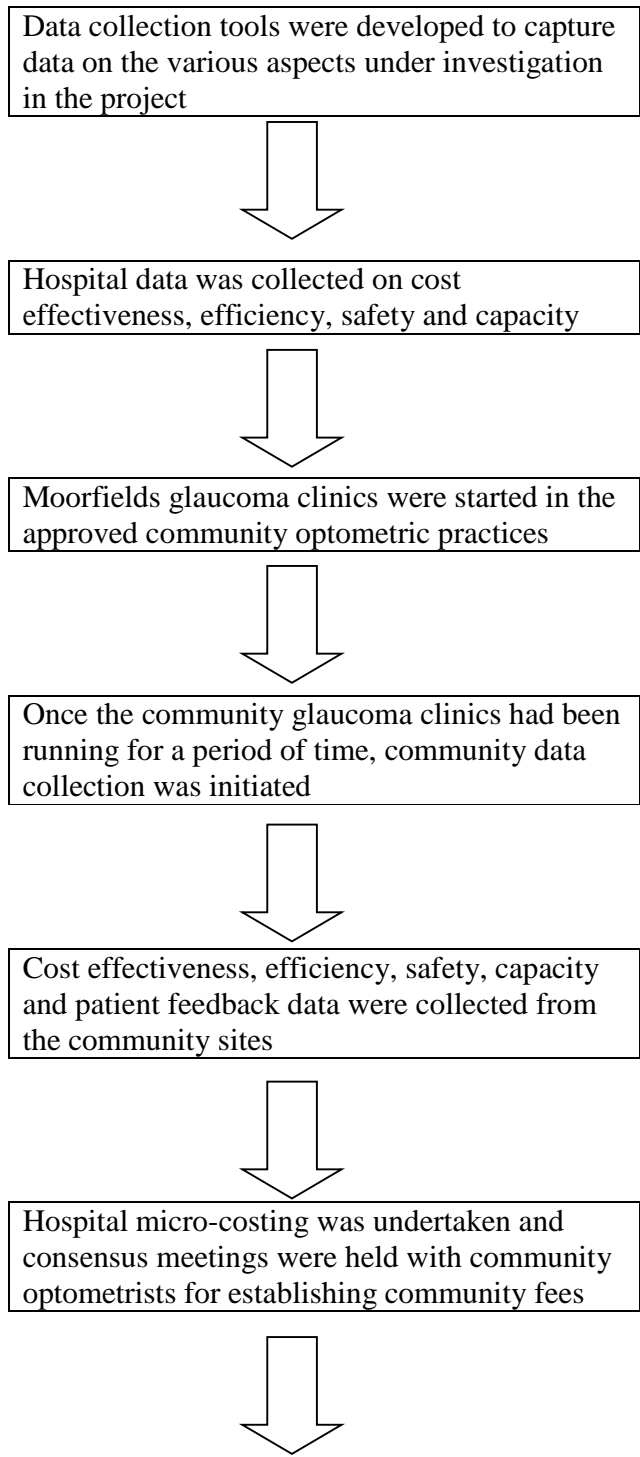 Data collection tools were developed to capture
data on the various aspects under investigation
in the project
Hospital data was collected on cost
effectiveness, efficiency, safety and capacity
Moorfields glaucoma clinics were started in the
approved community optometric practices
Once the community glaucoma clinics had been
running for a period of time, community data
collection was initiated
Cost effectiveness, efficiency, safety, capacity
and patient feedback data were collected from
the community sites
Hospital micro-costing was undertaken and
consensus meetings were held with community
optometrists for establishing community fees